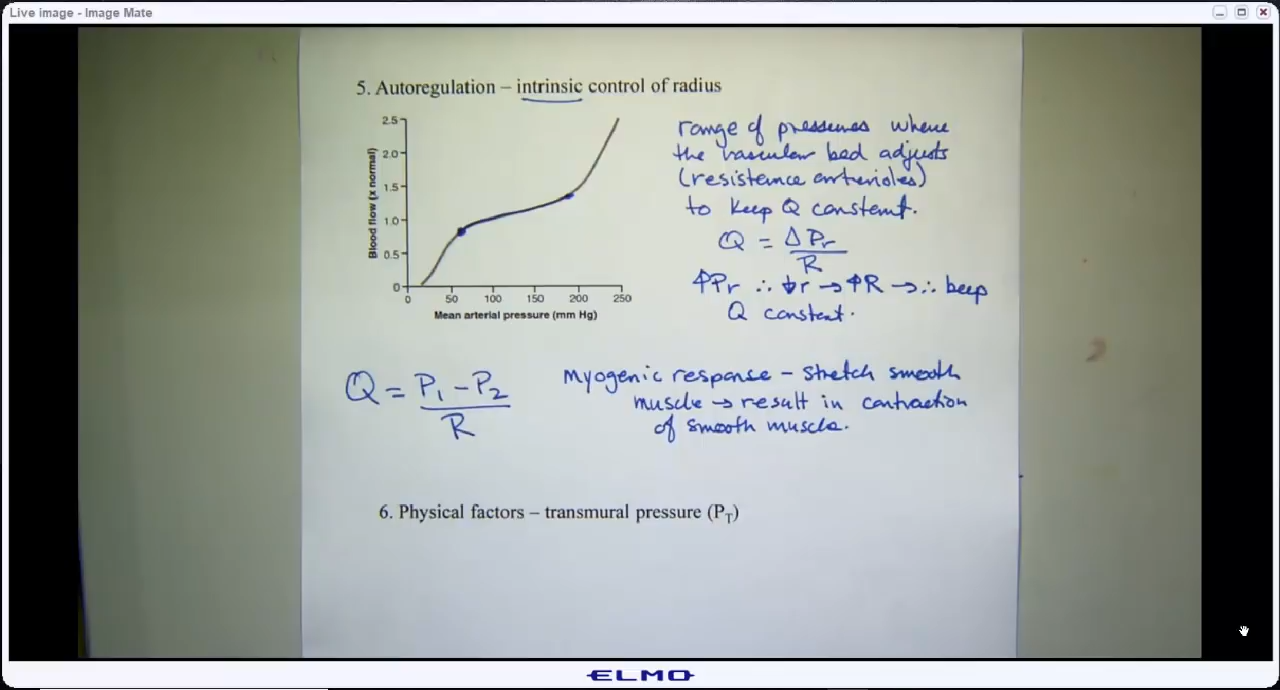 Live image - Image Mate
5. Autoregulation – intrinsic control of radius
2.5
2.0
1.5
1.0
0.5
0
Blood flow (x normal)
0 50 100 150 200 250
Mean arterial pressure (mm Hg)
range of pressures where
the vascular bed adjusts
(resistance arterioles)
to keep Q constant.
Q = Δ Pr
R
↑Pr ∴ ↓r → ↑R → ∴ keep
Q constant.
Q = P₁ - P₂
R
myogenic response - stretch smooth
muscle → result in contraction
of smooth muscle.
6. Physical factors – transmural pressure (P_T)
ELMO